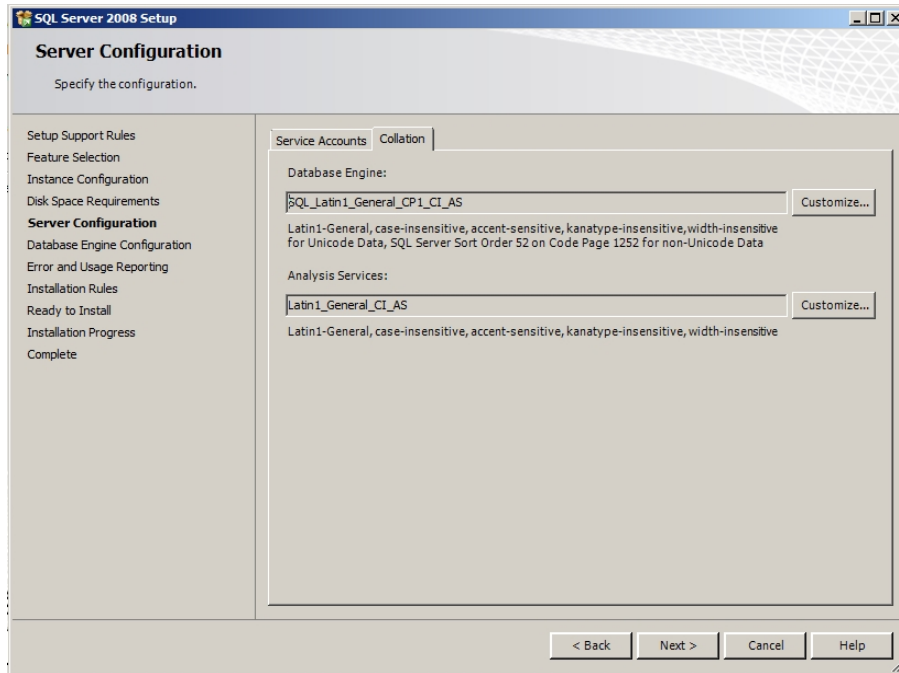 SQL Server 2008 Setup
Server Configuration
Specify the configuration.
Setup Support Rules
Feature Selection
Instance Configuration
Disk Space Requirements
Server Configuration
Database Engine Configuration
Error and Usage Reporting
Installation Rules
Ready to Install
Installation Progress
Complete
Service Accounts
Collation
Database Engine:
SQL_Latin1_General_CP1_CI_AS
Customize...
Latin1-General, case-insensitive, accent-sensitive, kanatype-insensitive,width-insensitive
for Unicode Data, SQL Server Sort Order 52 on Code Page 1252 for non-Unicode Data
Analysis Services:
Latin1_General_CI_AS
Customize...
Latin1-General, case-insensitive, accent-sensitive, kanatype-insensitive, width-insensitive
< Back
Next >
Cancel
Help